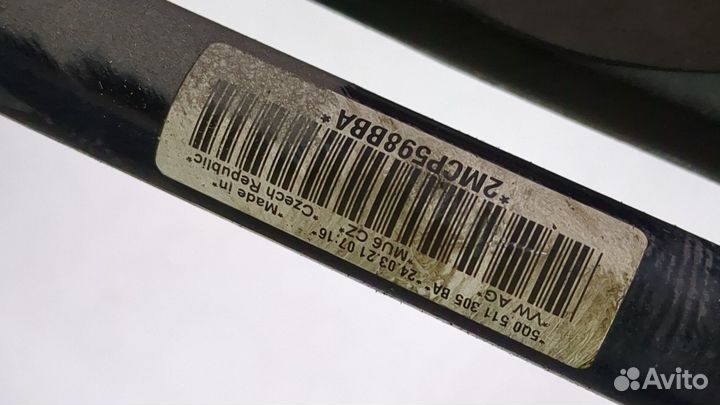 *5Q0 511 305 BA* *24.03.21 07:16*
*VW AG* *MU6 CZ* *Made in*
*Czech Republic*
*2MCP598BBA*
Avito